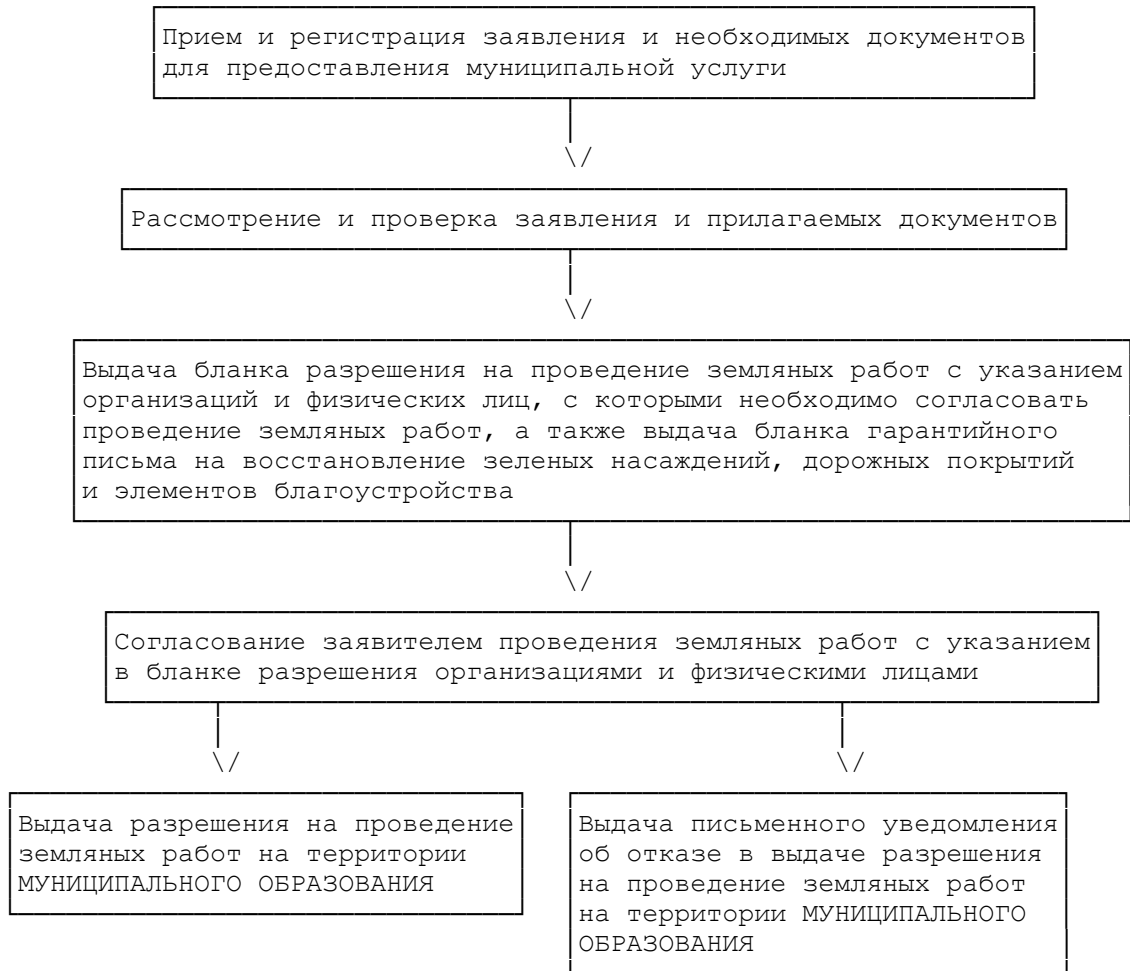 Прием и регистрация заявления и необходимых документов
для предоставления муниципальной услуги
Рассмотрение и проверка заявления и прилагаемых документов
Выдача бланка разрешения на проведение земляных работ с указанием
организаций и физических лиц, с которыми необходимо согласовать
проведение земляных работ, а также выдача бланка гарантийного
письма на восстановление зеленых насаждений, дорожных покрытий
и элементов благоустройства
Согласование заявителем проведения земляных работ с указанием
в бланке разрешения организациями и физическими лицами
Выдача разрешения на проведение
земляных работ на территории
МУНИЦИПАЛЬНОГО ОБРАЗОВАНИЯ
Выдача письменного уведомления
об отказе в выдаче разрешения
на проведение земляных работ
на территории МУНИЦИПАЛЬНОГО
ОБРАЗОВАНИЯ